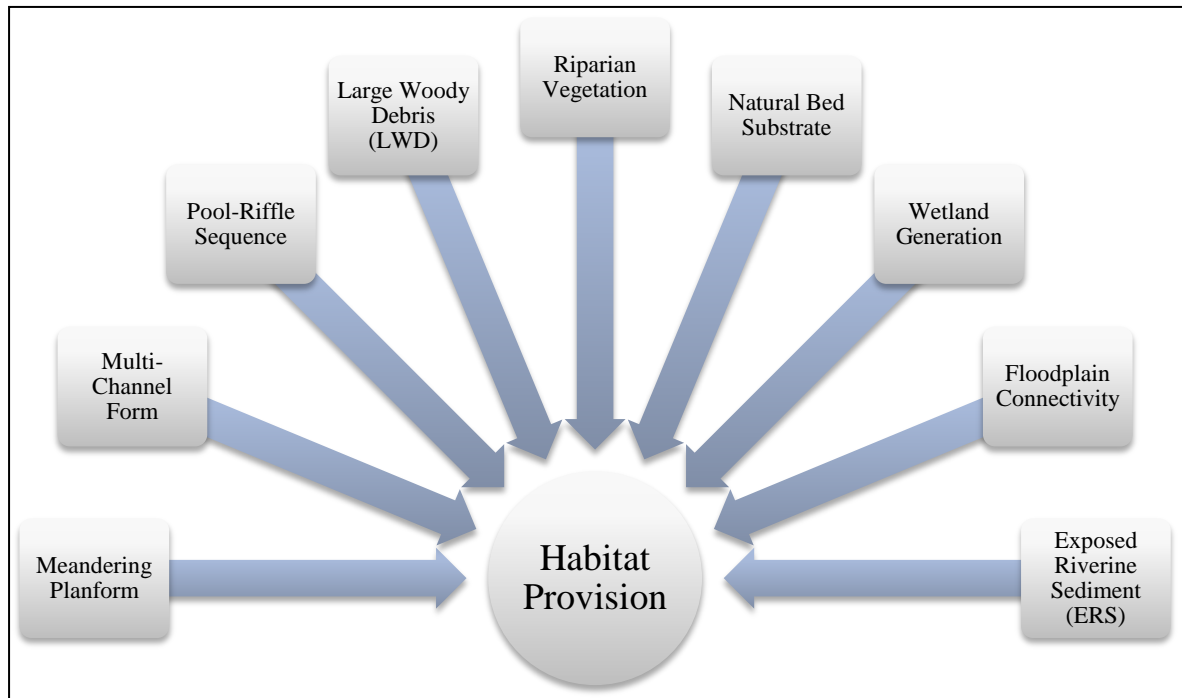 Riparian
Vegetation
Large Woody
Debris
(LWD)
Natural Bed
Substrate
Pool-Riffle
Sequence
Wetland
Generation
Multi-
Channel
Form
Floodplain
Connectivity
Meandering
Planform
Habitat
Provision
Exposed
Riverine
Sediment
(ERS)